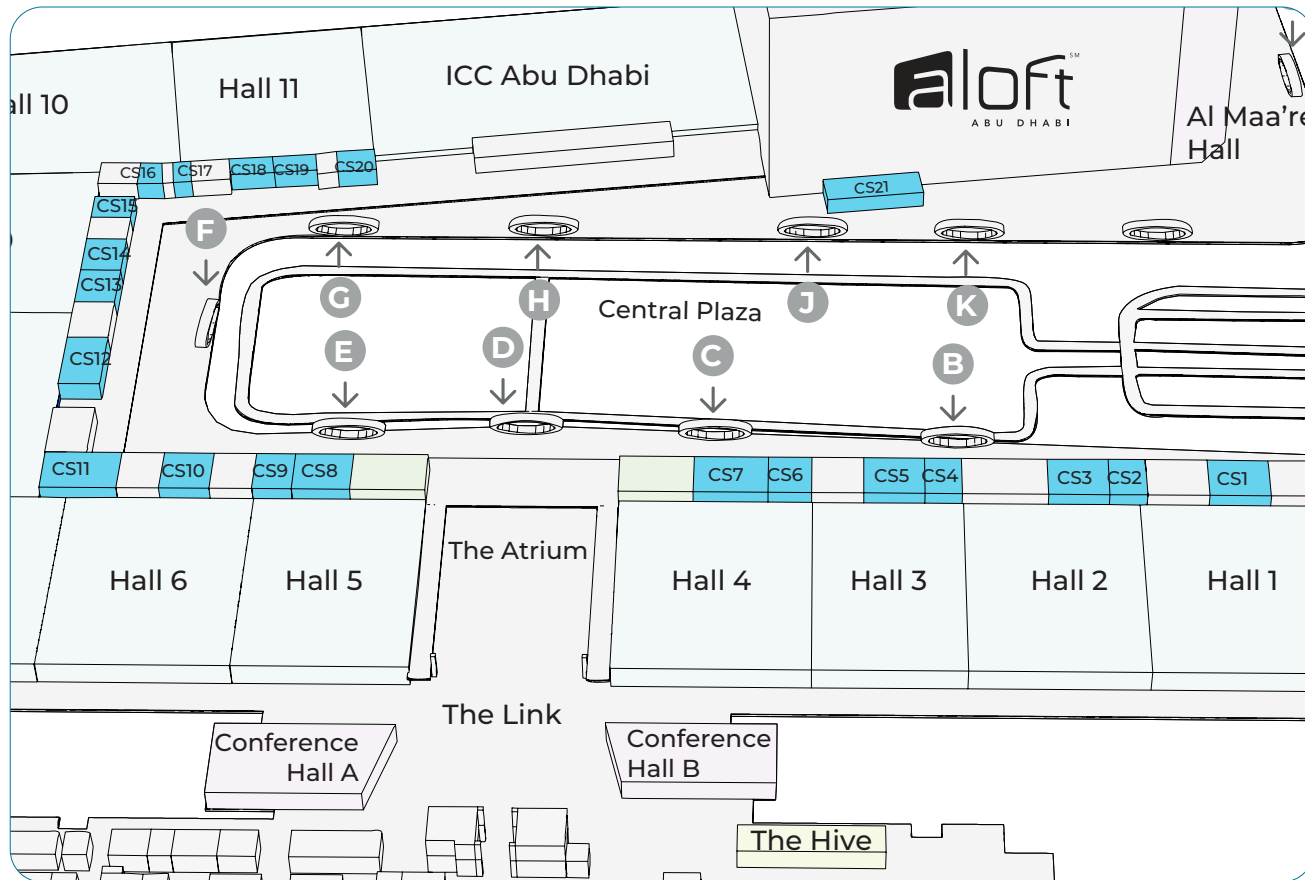 Hall 11
ICC Abu Dhabi
aloft SM
ABU DHABI
all 10
Al Maa're
Hall
CS16
CS17
CS18
CS19
CS20
CS21
CS15
CS14
CS13
CS12
F
G
H
J
K
Central Plaza
E
D
C
B
CS11
CS10
CS9
CS8
CS7
CS6
CS5
CS4
CS3
CS2
CS1
The Atrium
Hall 6
Hall 5
Hall 4
Hall 3
Hall 2
Hall 1
The Link
Conference
Hall A
Conference
Hall B
The Hive